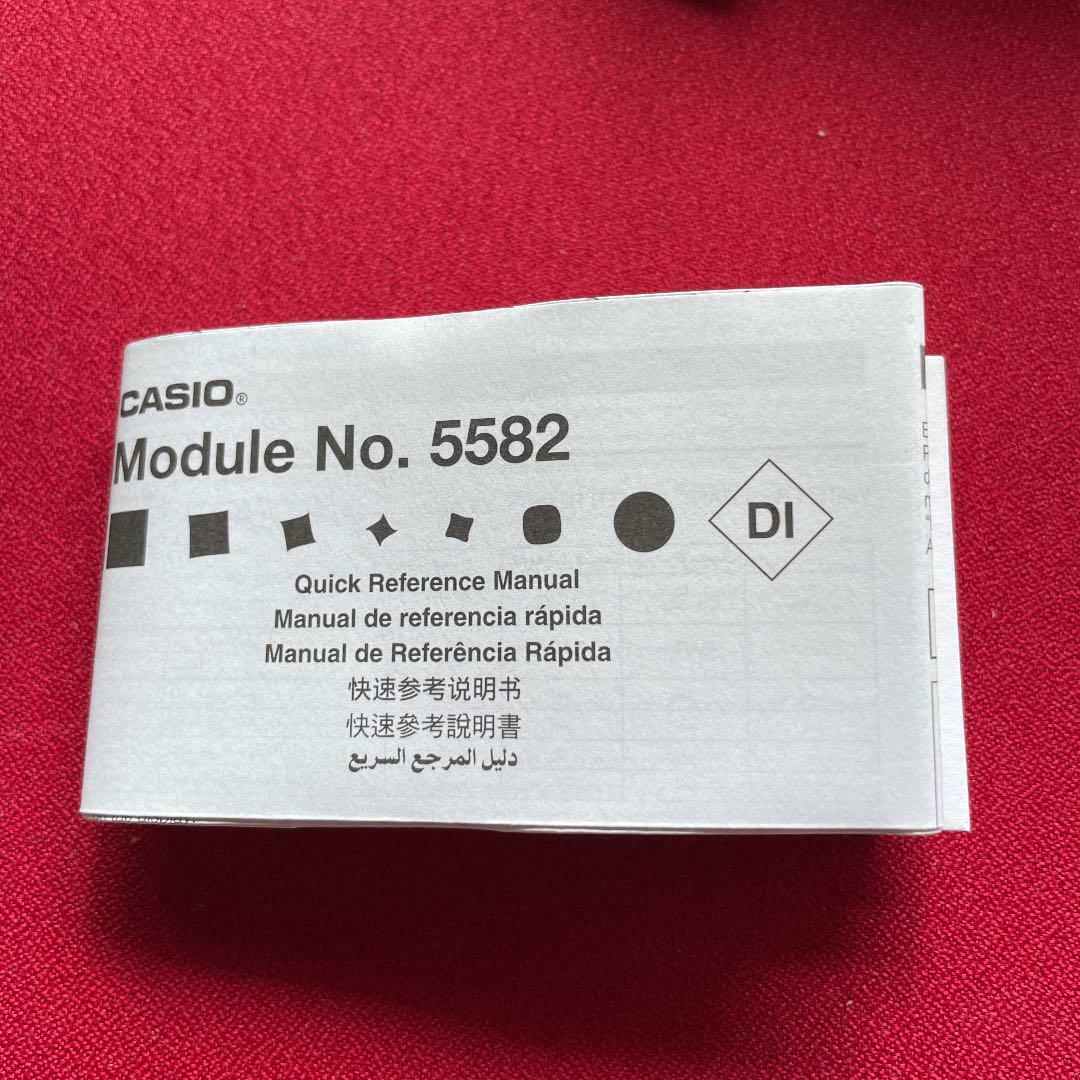 CASIO®
Module No. 5582
DI
Quick Reference Manual
Manual de referencia rápida
Manual de Referência Rápida
快速参考说明书
快速參考說明書
دليل المرجع السريع